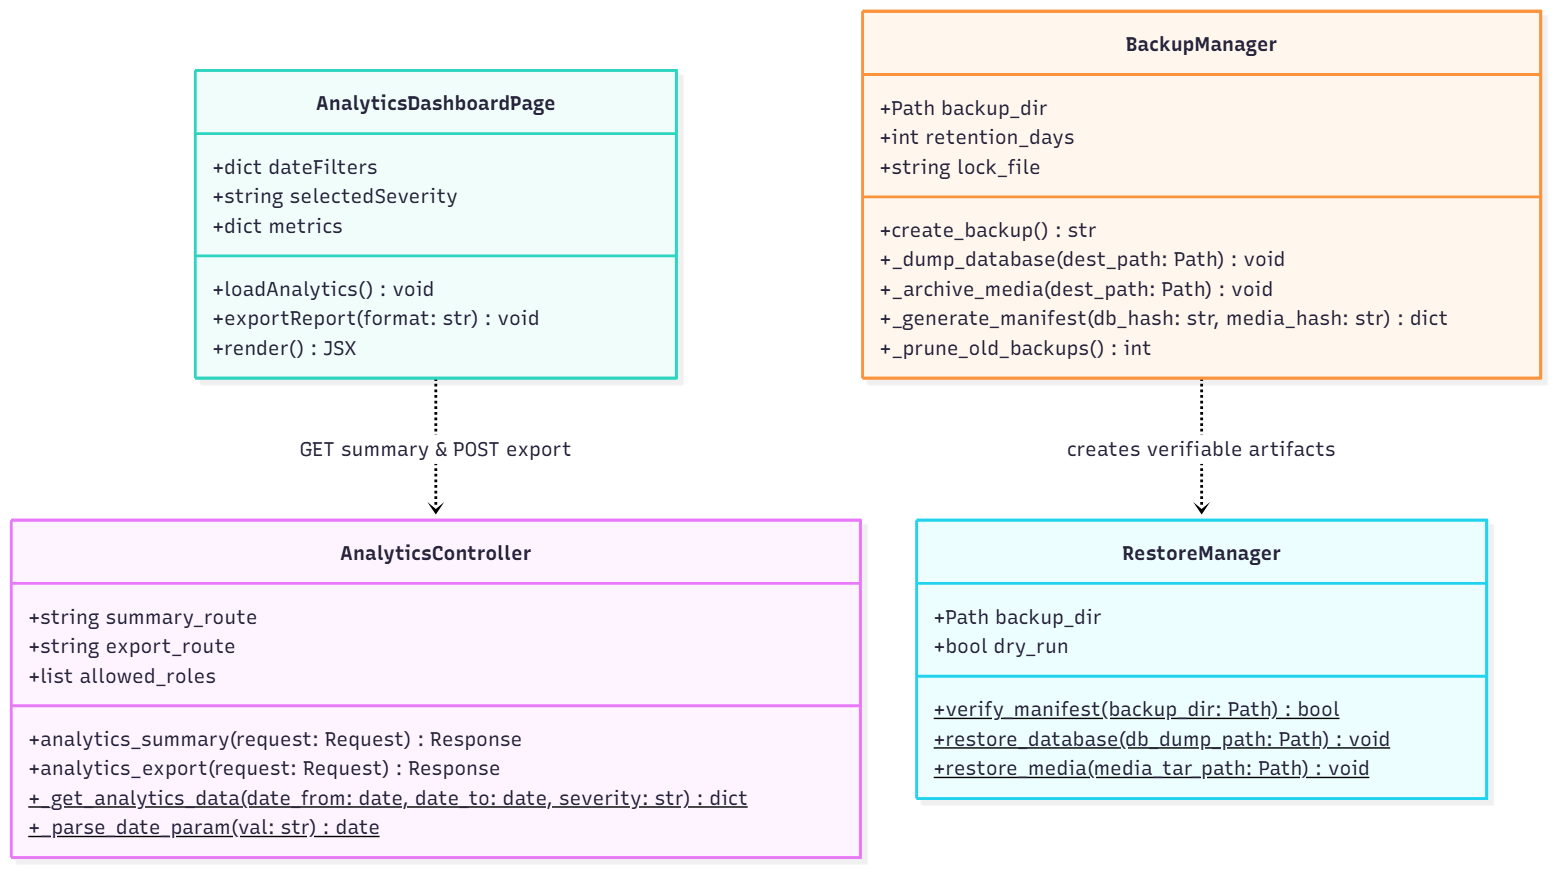 AnalyticsDashboardPage
+dict dateFilters
+string selectedSeverity
+dict metrics
+loadAnalytics() : void
+exportReport(format: str) : void
+render() : JSX
BackupManager
+Path backup_dir
+int retention_days
+string lock_file
+create_backup() : str
+_dump_database(dest_path: Path) : void
+_archive_media(dest_path: Path) : void
+_generate_manifest(db_hash: str, media_hash: str) : dict
+_prune_old_backups() : int
GET summary & POST export
creates verifiable artifacts
AnalyticsController
+string summary_route
+string export_route
+list allowed_roles
+analytics_summary(request: Request) : Response
+analytics_export(request: Request) : Response
+_get_analytics_data(date_from: date, date_to: date, severity: str) : dict
+_parse_date_param(val: str) : date
RestoreManager
+Path backup_dir
+bool dry_run
+verify_manifest(backup_dir: Path) : bool
+restore_database(db_dump_path: Path) : void
+restore_media(media_tar_path: Path) : void